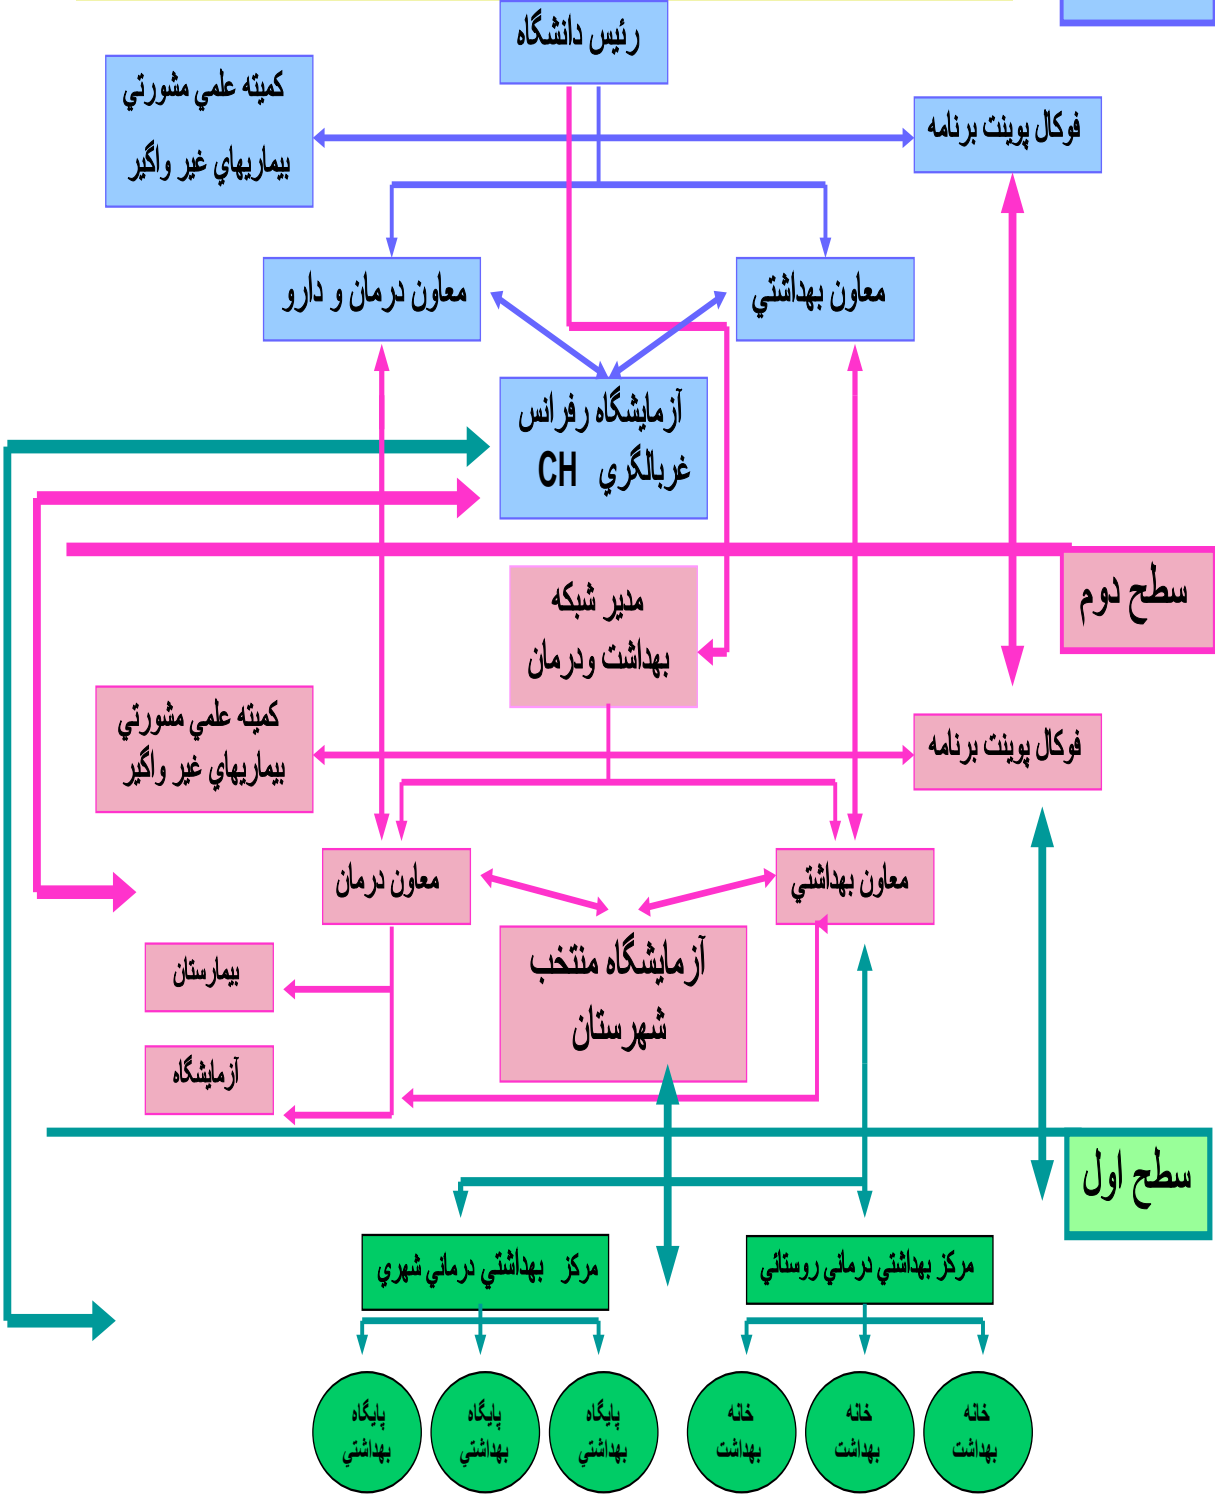 رئيس دانشگاه
كميته علمي مشورتي
بيماريهاي غير واگير
فوكال پوينت برنامه
معاون درمان و دارو
معاون بهداشتي
آزمايشگاه رفرانس
غربالگري CH
سطح دوم
مدير شبكه
بهداشت ودرمان
كميته علمي مشورتي
بيماريهاي غير واگير
فوكال پوينت برنامه
معاون درمان
معاون بهداشتي
آزمايشگاه منتخب
شهرستان
بيمارستان
آزمايشگاه
سطح اول
مركز بهداشتي درماني روستائي
مركز بهداشتي درماني شهري
خانه
بهداشت
خانه
بهداشت
خانه
بهداشت
پايگاه
بهداشتي
پايگاه
بهداشتي
پايگاه
بهداشتي